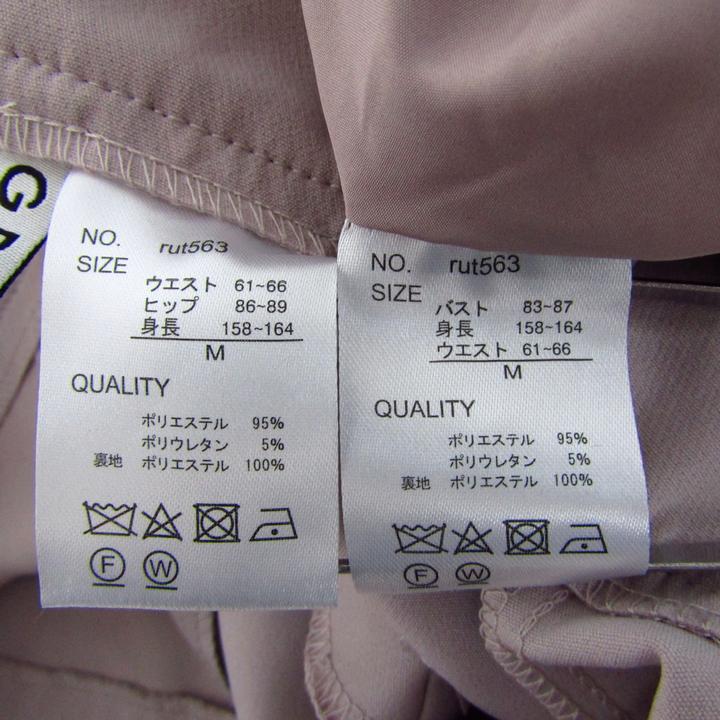 G
NO. rut563
SIZE
ウエスト 61~66
ヒップ 86~89
身長 158~164
M
QUALITY
ポリエステル 95%
ポリウレタン 5%
裏地 ポリエステル 100%
F W
NO. rut563
SIZE
バスト 83~87
身長 158~164
ウエスト 61~66
M
QUALITY
ポリエステル 95%
ポリウレタン 5%
裏地 ポリエステル 100%
F W